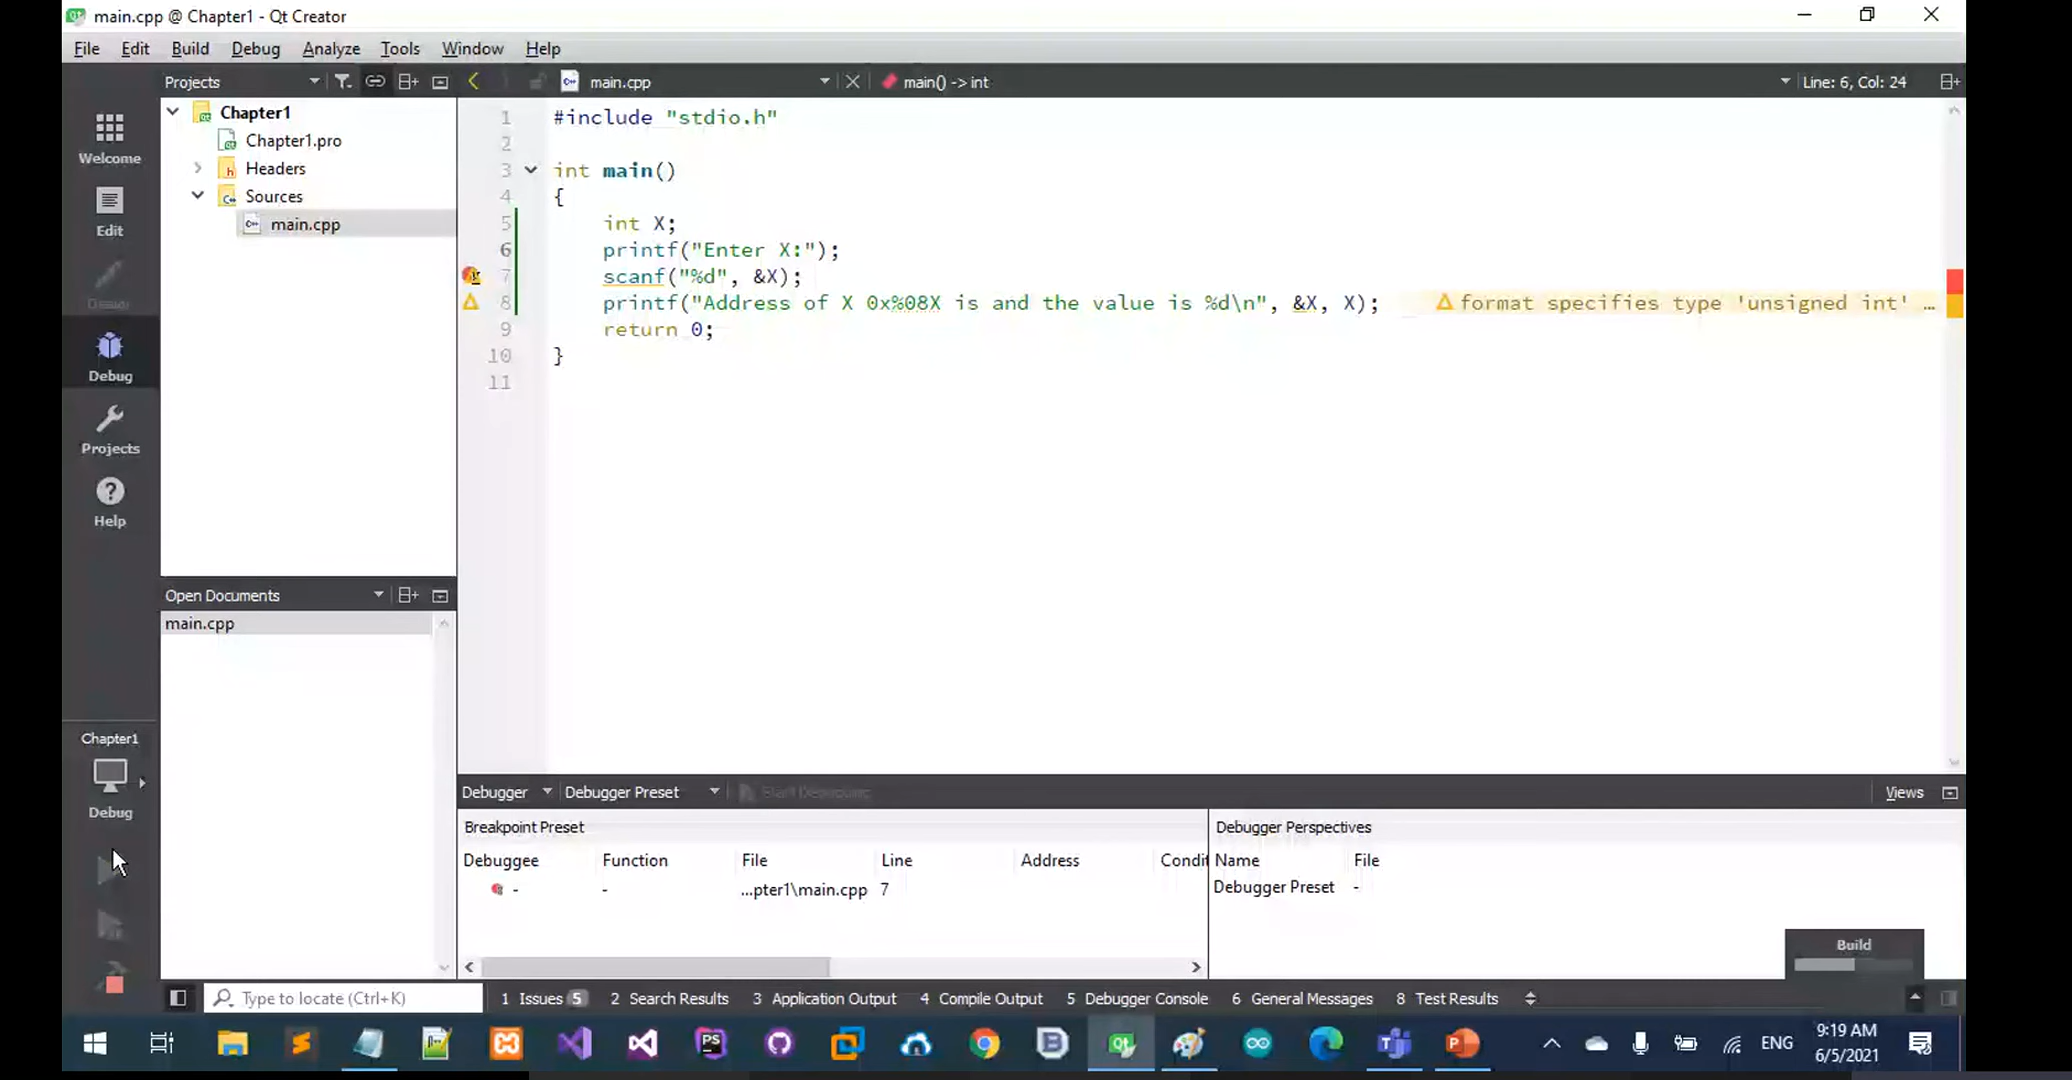 main.cpp @ Chapter1 - Qt Creator
File Edit Build Debug Analyze Tools Window Help
Projects main.cpp main() -> int Line: 6, Col: 24
Chapter1
Chapter1.pro
Headers
Sources
main.cpp
Welcome
Edit
Debug
Projects
Help
1 #include "stdio.h"
2
3 int main()
4 {
5 int X;
6 printf("Enter X:");
7 scanf("%d", &X);
8 printf("Address of X 0x%08X is and the value is %d\n", &X, X); format specifies type 'unsigned int' ...
9 return 0;
10 }
11
Open Documents
main.cpp
Chapter1
Debug
Debugger Debugger Preset Start Debugging Views
Breakpoint Preset
Debuggee Function File Line Address Condit
- - ...pter1\main.cpp 7
Debugger Perspectives
Name File
Debugger Preset -
Build
Type to locate (Ctrl+K) 1 Issues 5 2 Search Results 3 Application Output 4 Compile Output 5 Debugger Console 6 General Messages 8 Test Results
ENG
9:19 AM
6/5/2021